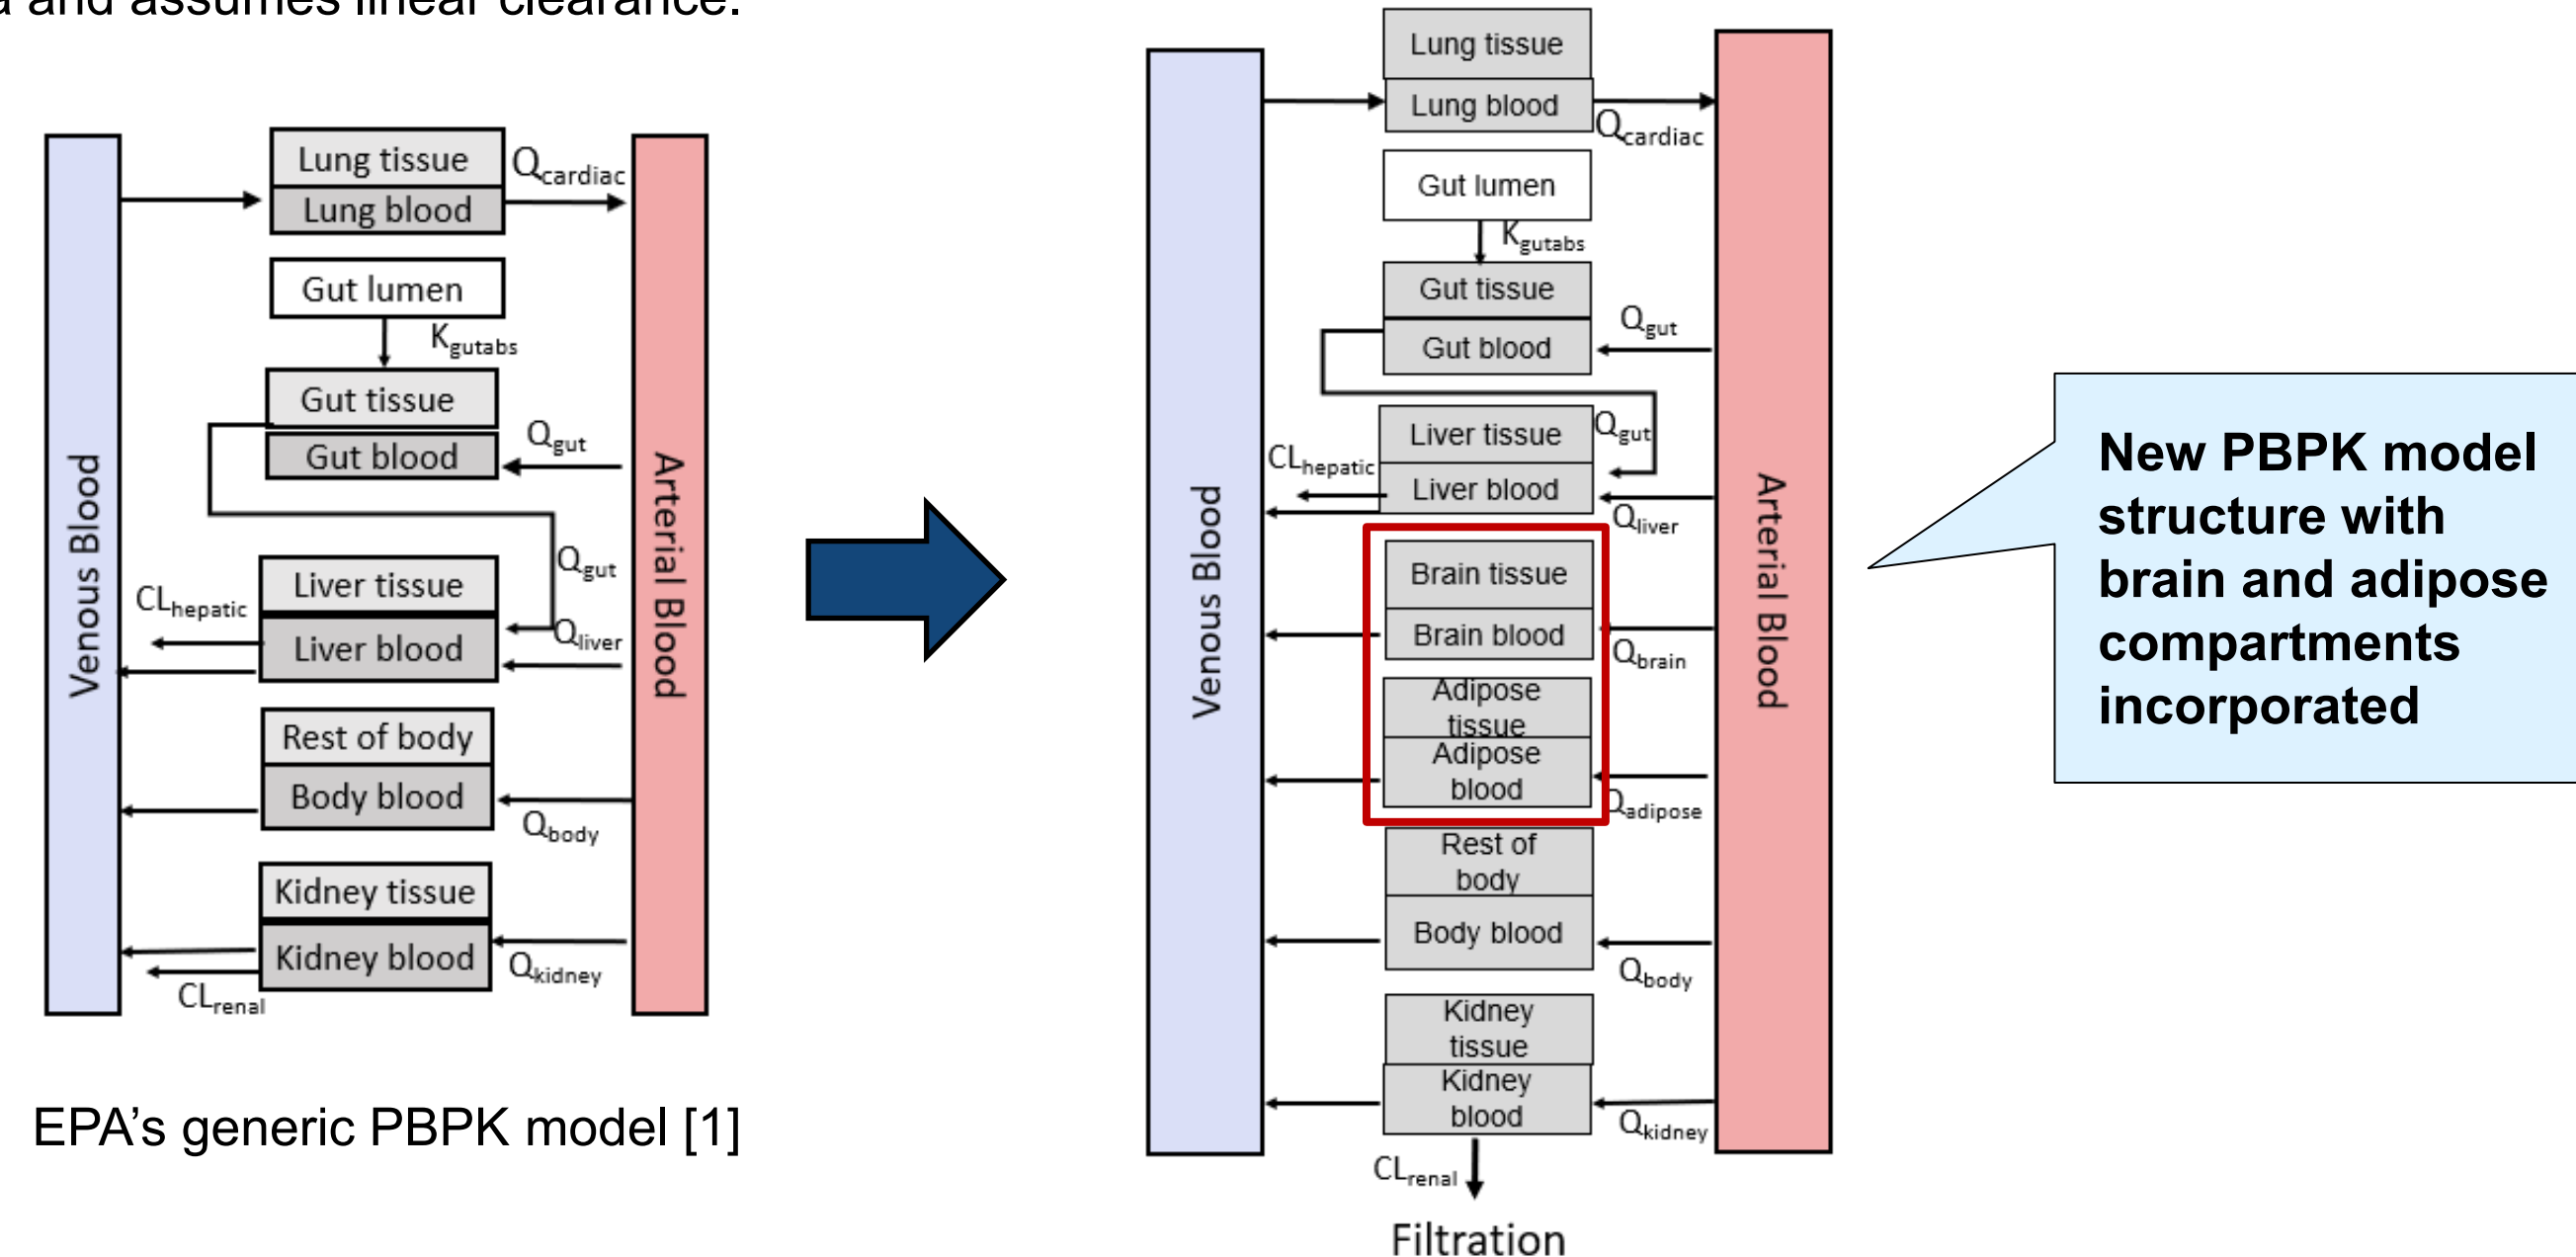 and assumes linear clearance.
Venous Blood
Lung tissue
Lung blood
Qcardiac
Gut lumen
Kgutabs
Gut tissue
Gut blood
Qgut
Qgut
Liver tissue
Liver blood
CLhepatic
Qliver
Rest of body
Body blood
Qbody
Kidney tissue
Kidney blood
Qkidney
CLrenal
Arterial Blood
EPA's generic PBPK model [1]
Venous Blood
Lung tissue
Lung blood
Qcardiac
Gut lumen
Kgutabs
Gut tissue
Gut blood
Qgut
Qgut
Liver tissue
Liver blood
CLhepatic
Qliver
Brain tissue
Brain blood
Qbrain
Adipose
tissue
Adipose
blood
Qadipose
Rest of
body
Body blood
Qbody
Kidney
tissue
Kidney
blood
Qkidney
CLrenal
Filtration
Arterial Blood
New PBPK model
structure with
brain and adipose
compartments
incorporated